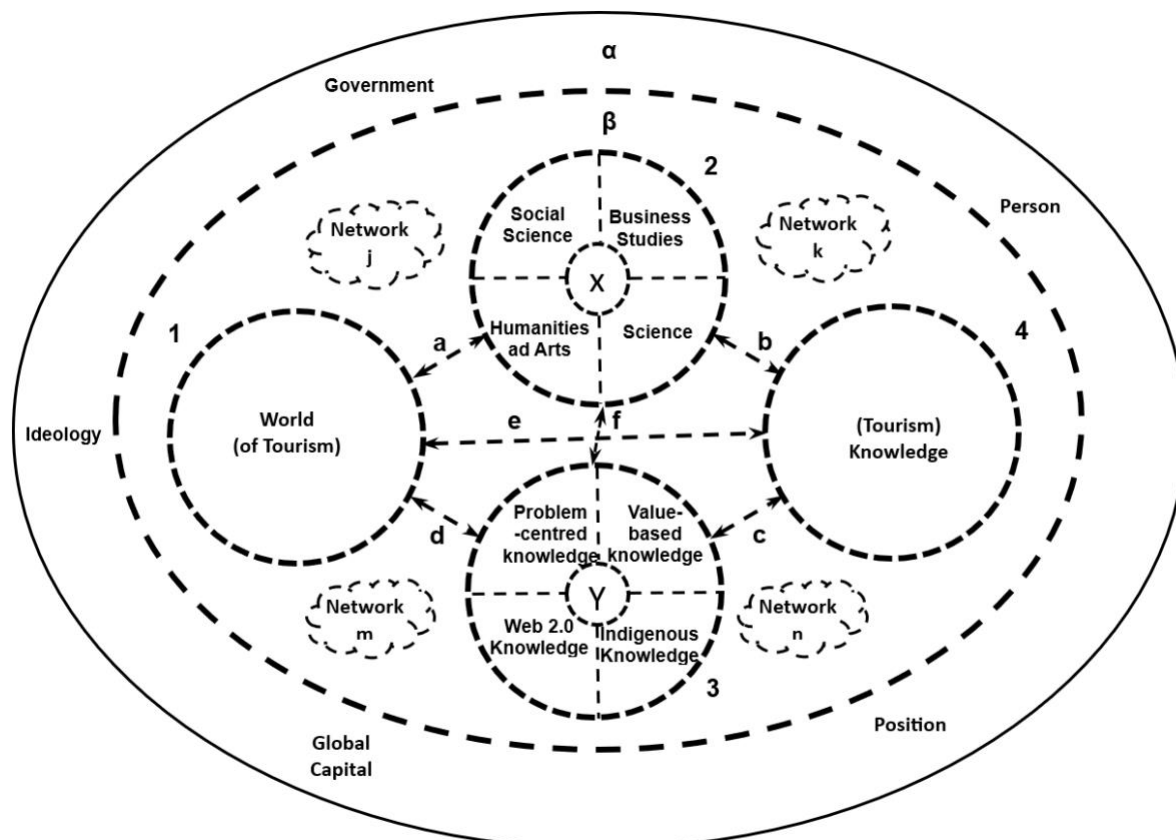 α
Government
β
2
Social
Science
Business
Studies
Person
Network
j
Network
k
X
1
Humanities
ad Arts
Science
4
a
b
World
(of Tourism)
e
f
(Tourism)
Knowledge
Ideology
Problem
-centred
knowledge
Value-
based
knowledge
d
c
Network
m
Y
Network
n
Web 2.0
Knowledge
Indigenous
Knowledge
3
Position
Global
Capital